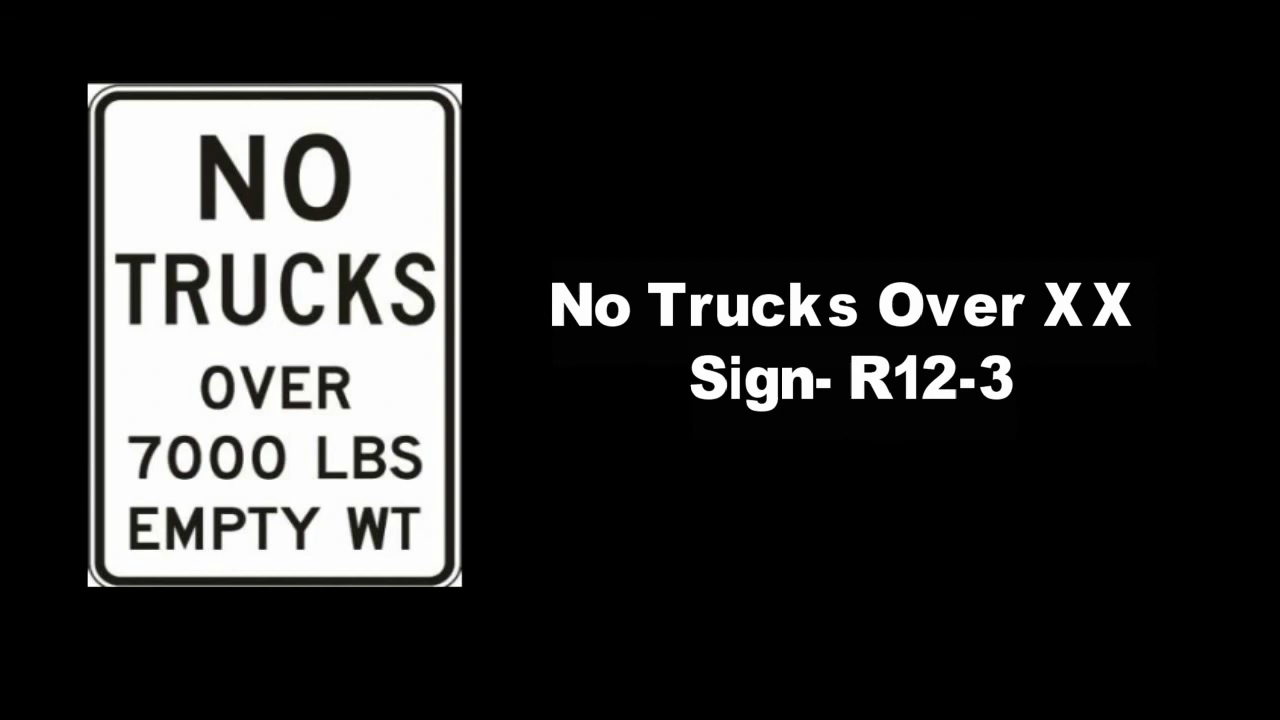 NO
TRUCKS
OVER
7000 LBS
EMPTY WT
No Trucks Over XX
Sign- R12-3